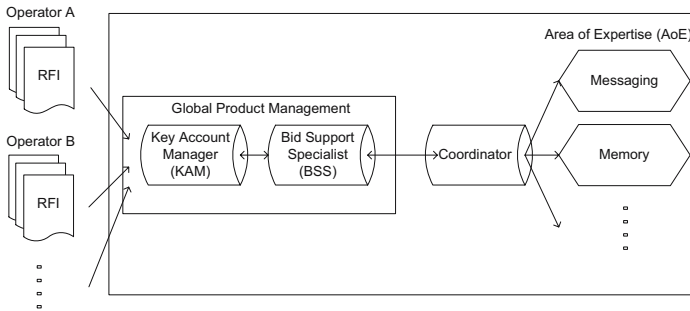 Operator A
RFI
Operator B
RFI
Global Product Management
Key Account
Manager
(KAM)
Bid Support
Specialist
(BSS)
Coordinator
Area of Expertise (AoE)
Messaging
Memory